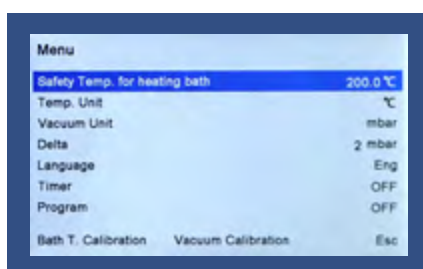 Menu
Safety Temp. for heating bath 200.0 ℃
Temp. Unit ℃
Vacuum Unit mbar
Delta 2 mbar
Language Eng
Timer OFF
Program OFF
Bath T. Calibration Vacuum Calibration Esc